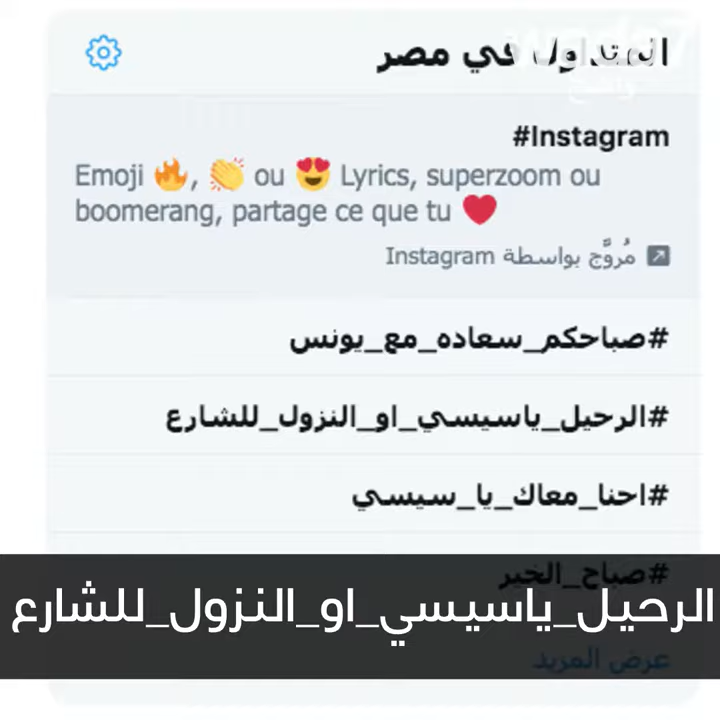 المتداول في مصر
#Instagram
Emoji 🔥, 👏 ou 😍 Lyrics, superzoom ou
boomerang, partage ce que tu ❤️
مُروَّج بواسطة Instagram
#صباحكم_سعاده_مع_يونس
#الرحيل_ياسيسي_او_النزول_للشارع
#احنا_معاك_يا_سيسي
#صباح_الخير
الرحيل_ياسيسي_او_النزول_للشارع
عرض المزيد